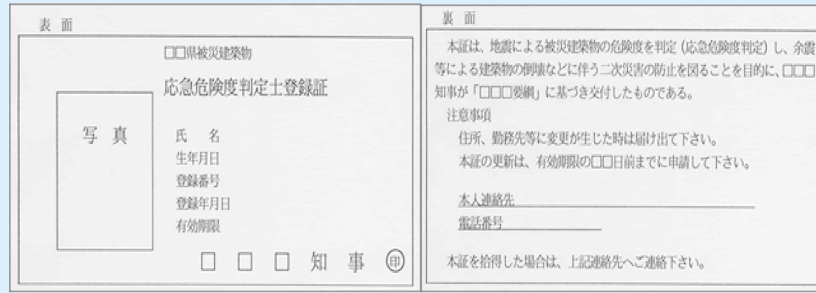 表 面
□□県被災建築物
応急危険度判定士登録証
写 真
氏 名
生年月日
登録番号
登録年月日
有効期限
□ □ □ 知 事 ㊞
裏 面
本証は、地震による被災建築物の危険度を判定（応急危険度判定）し、余震
等による建築物の倒壊などに伴う二次災害の防止を図ることを目的に、□□□
知事が「□□□要綱」に基づき交付したものである。
注意事項
住所、勤務先等に変更が生じた時は届け出て下さい。
本証の更新は、有効期限の□□日前までに申請して下さい。
本人連絡先
電話番号
本証を拾得した場合は、上記連絡先へご連絡下さい。